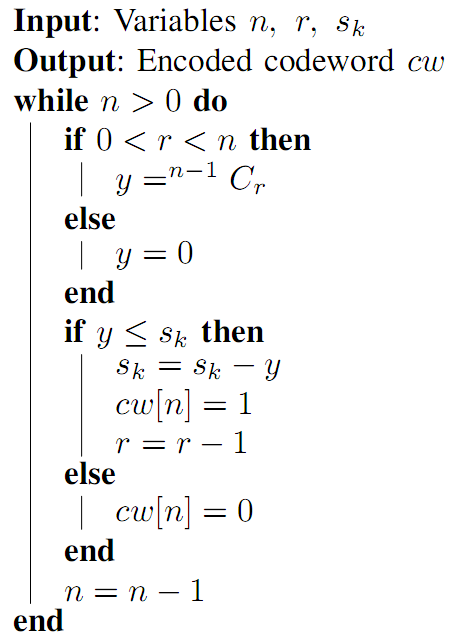 Input: Variables n, r, s_k
Output: Encoded codeword cw
while n > 0 do
if 0 < r < n then
y =^{n−1} C_r
else
y = 0
end
if y ≤ s_k then
s_k = s_k − y
cw[n] = 1
r = r − 1
else
cw[n] = 0
end
n = n − 1
end